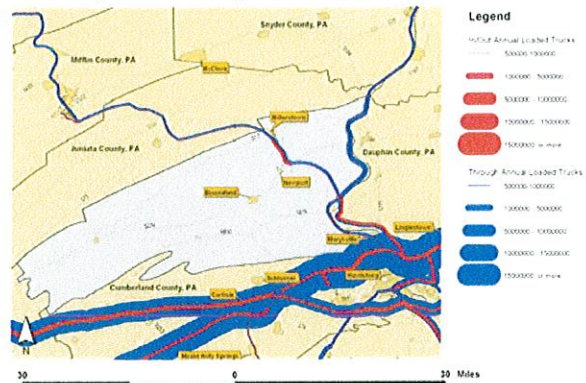 Snyder County, PA
Mifflin County, PA
McClure
Millerstown
Juniata County, PA
Dauphin County, PA
Newport
Bloomfield
Marysville
Linglestown
Cumberland County, PA
Harrisburg
Carlisle
Mount Holly Springs
N
30 0 30 Miles
Legend
In/Out Annual Loaded Trucks
500000 - 1000000
1000000 - 5000000
5000000 - 10000000
10000000 - 15000000
15000000 or more
Through Annual Loaded Trucks
500000 - 1000000
1000000 - 5000000
5000000 - 10000000
10000000 - 15000000
15000000 or more